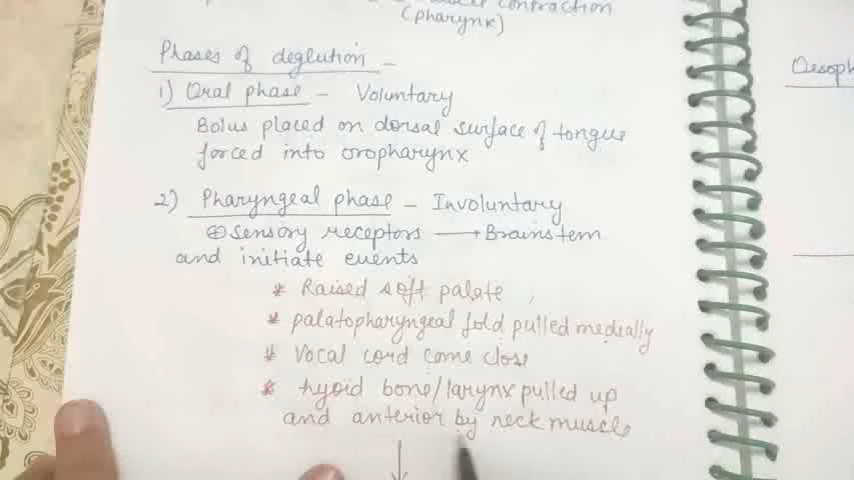 contraction
(pharynx)
Phases of deglution -
1) Oral phase - Voluntary
Bolus placed on dorsal surface of tongue
forced into oropharynx
2) Pharyngeal phase - Involuntary
⊕ Sensory receptors → Brainstem
and initiate events
* Raised soft palate,
* palatopharyngeal fold pulled medially
* Vocal cord come close
* hyoid bone/larynx pulled up
and anterior by neck muscle
↓
Oesoph